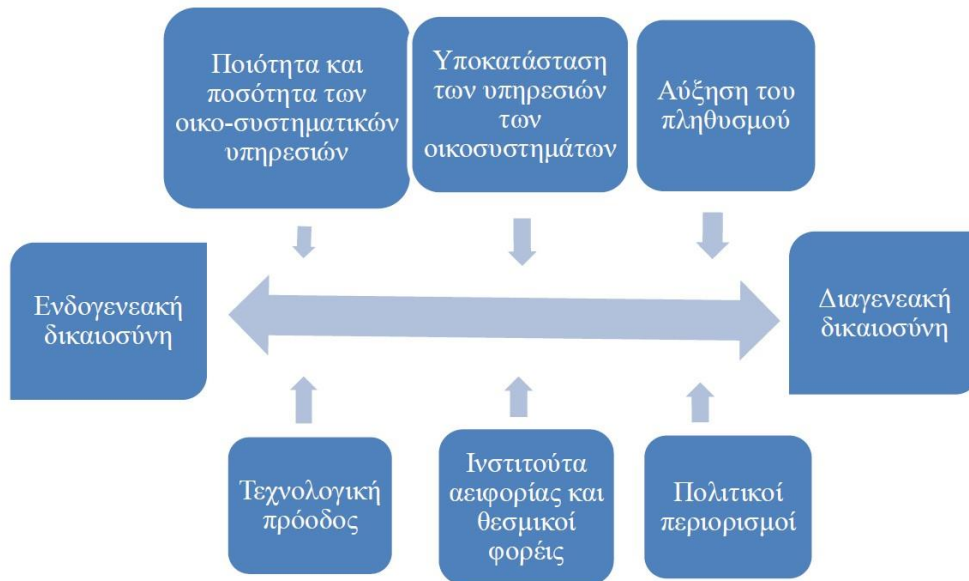 Ποιότητα και
ποσότητα των
οικο-συστηματικών
υπηρεσιών
Υποκατάσταση
των υπηρεσιών
των
οικοσυστημάτων
Αύξηση του
πληθυσμού
Ενδογενεακή
δικαιοσύνη
Διαγενεακή
δικαιοσύνη
Τεχνολογική
πρόοδος
Ινστιτούτα
αειφορίας και
θεσμικοί
φορέις
Πολιτικοί
περιορισμοί